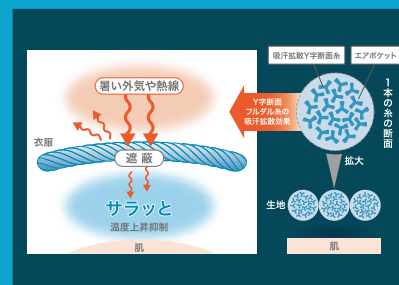 暑い外気や熱線
衣服
遮蔽
サラッと
温度上昇抑制
肌
吸汗拡散Y字断面糸
エアポケット
Y字断面
フルダル糸の
吸汗拡散効果
1本の糸の断面
拡大
生地
肌